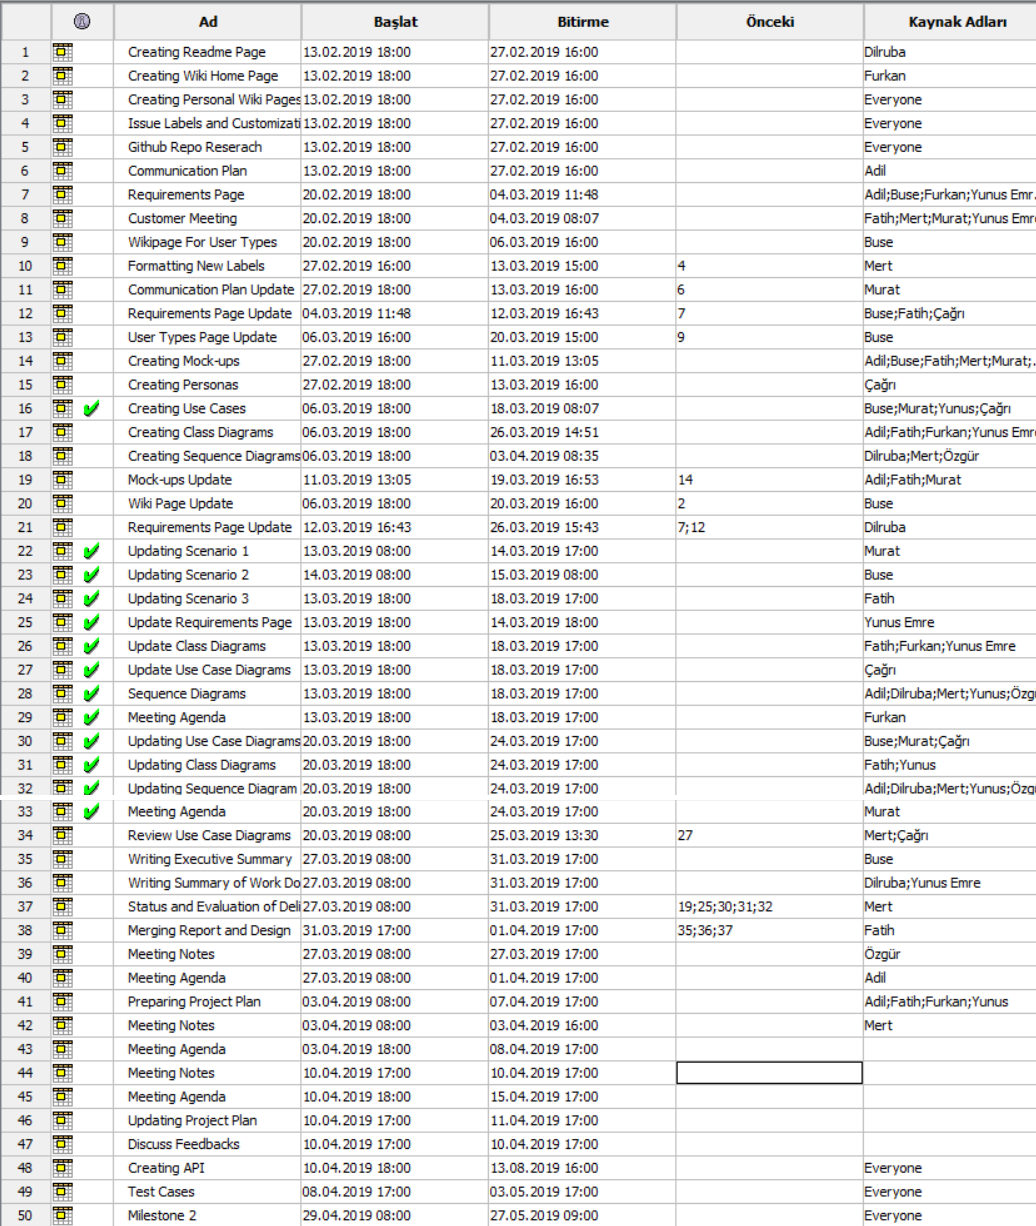 Ad Başlat Bitirme Önceki Kaynak Adları
1 Creating Readme Page 13.02.2019 18:00 27.02.2019 16:00 Dilruba
2 Creating Wiki Home Page 13.02.2019 18:00 27.02.2019 16:00 Furkan
3 Creating Personal Wiki Pages 13.02.2019 18:00 27.02.2019 16:00 Everyone
4 Issue Labels and Customizati 13.02.2019 18:00 27.02.2019 16:00 Everyone
5 Github Repo Reserach 13.02.2019 18:00 27.02.2019 16:00 Everyone
6 Communication Plan 13.02.2019 18:00 27.02.2019 16:00 Adil
7 Requirements Page 20.02.2019 18:00 04.03.2019 11:48 Adil;Buse;Furkan;Yunus Emr.
8 Customer Meeting 20.02.2019 18:00 04.03.2019 08:07 Fatih;Mert;Murat;Yunus Emre
9 Wikipage For User Types 20.02.2019 18:00 06.03.2019 16:00 Buse
10 Formatting New Labels 27.02.2019 16:00 13.03.2019 15:00 4 Mert
11 Communication Plan Update 27.02.2019 18:00 13.03.2019 16:00 6 Murat
12 Requirements Page Update 04.03.2019 11:48 12.03.2019 16:43 7 Buse;Fatih;Çağrı
13 User Types Page Update 06.03.2019 16:00 20.03.2019 15:00 9 Buse
14 Creating Mock-ups 27.02.2019 18:00 11.03.2019 13:05 Adil;Buse;Fatih;Mert;Murat;.
15 Creating Personas 27.02.2019 18:00 13.03.2019 16:00 Çağrı
16 Creating Use Cases 06.03.2019 18:00 18.03.2019 08:07 Buse;Murat;Yunus;Çağrı
17 Creating Class Diagrams 06.03.2019 18:00 26.03.2019 14:51 Adil;Fatih;Furkan;Yunus Emre
18 Creating Sequence Diagrams 06.03.2019 18:00 03.04.2019 08:35 Dilruba;Mert;Özgür
19 Mock-ups Update 11.03.2019 13:05 19.03.2019 16:53 14 Adil;Fatih;Murat
20 Wiki Page Update 06.03.2019 18:00 20.03.2019 16:00 2 Buse
21 Requirements Page Update 12.03.2019 16:43 26.03.2019 15:43 7;12 Dilruba
22 Updating Scenario 1 13.03.2019 08:00 14.03.2019 17:00 Murat
23 Updating Scenario 2 14.03.2019 08:00 15.03.2019 08:00 Buse
24 Updating Scenario 3 13.03.2019 18:00 18.03.2019 17:00 Fatih
25 Update Requirements Page 13.03.2019 18:00 14.03.2019 18:00 Yunus Emre
26 Update Class Diagrams 13.03.2019 18:00 18.03.2019 17:00 Fatih;Furkan;Yunus Emre
27 Update Use Case Diagrams 13.03.2019 18:00 18.03.2019 17:00 Çağrı
28 Sequence Diagrams 13.03.2019 18:00 18.03.2019 17:00 Adil;Dilruba;Mert;Yunus;Özgü
29 Meeting Agenda 13.03.2019 18:00 18.03.2019 17:00 Furkan
30 Updating Use Case Diagrams 20.03.2019 18:00 24.03.2019 17:00 Buse;Murat;Çağrı
31 Updating Class Diagrams 20.03.2019 18:00 24.03.2019 17:00 Fatih;Yunus
32 Updating Sequence Diagram 20.03.2019 18:00 24.03.2019 17:00 Adil;Dilruba;Mert;Yunus;Özgü
33 Meeting Agenda 20.03.2019 18:00 24.03.2019 17:00 Murat
34 Review Use Case Diagrams 20.03.2019 08:00 25.03.2019 13:30 27 Mert;Çağrı
35 Writing Executive Summary 27.03.2019 08:00 31.03.2019 17:00 Buse
36 Writing Summary of Work Do 27.03.2019 08:00 31.03.2019 17:00 Dilruba;Yunus Emre
37 Status and Evaluation of Deli 27.03.2019 08:00 31.03.2019 17:00 19;25;30;31;32 Mert
38 Merging Report and Design 31.03.2019 17:00 01.04.2019 17:00 35;36;37 Fatih
39 Meeting Notes 27.03.2019 08:00 27.03.2019 17:00 Özgür
40 Meeting Agenda 27.03.2019 08:00 01.04.2019 17:00 Adil
41 Preparing Project Plan 03.04.2019 08:00 07.04.2019 17:00 Adil;Fatih;Furkan;Yunus
42 Meeting Notes 03.04.2019 08:00 03.04.2019 16:00 Mert
43 Meeting Agenda 03.04.2019 18:00 08.04.2019 17:00
44 Meeting Notes 10.04.2019 17:00 10.04.2019 17:00
45 Meeting Agenda 10.04.2019 18:00 15.04.2019 17:00
46 Updating Project Plan 10.04.2019 17:00 11.04.2019 17:00
47 Discuss Feedbacks 10.04.2019 17:00 10.04.2019 17:00
48 Creating API 10.04.2019 18:00 13.08.2019 16:00 Everyone
49 Test Cases 08.04.2019 17:00 03.05.2019 17:00 Everyone
50 Milestone 2 29.04.2019 08:00 27.05.2019 09:00 Everyone